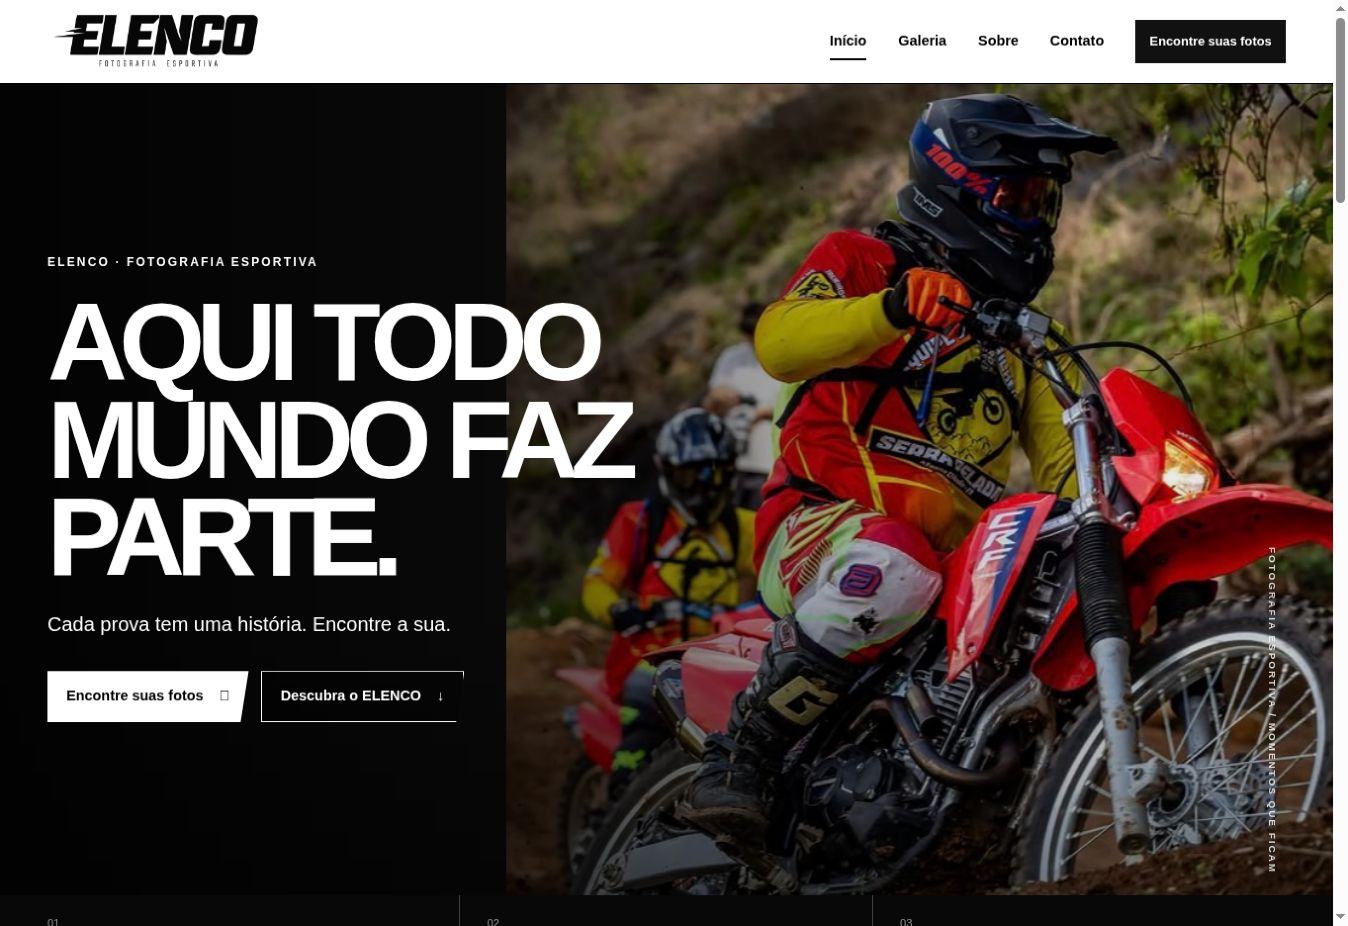 ELENCO
FOTOGRAFIA ESPORTIVA
Início
Galeria
Sobre
Contato
Encontre suas fotos
ELENCO · FOTOGRAFIA ESPORTIVA
AQUI TODO
MUNDO FAZ
PARTE.
Cada prova tem uma história. Encontre a sua.
Encontre suas fotos
Descubra o ELENCO ↓
100%
IMS
FOTOGRAFIA ESPORTIVA / MOMENTOS QUE FICAM
01
02
03